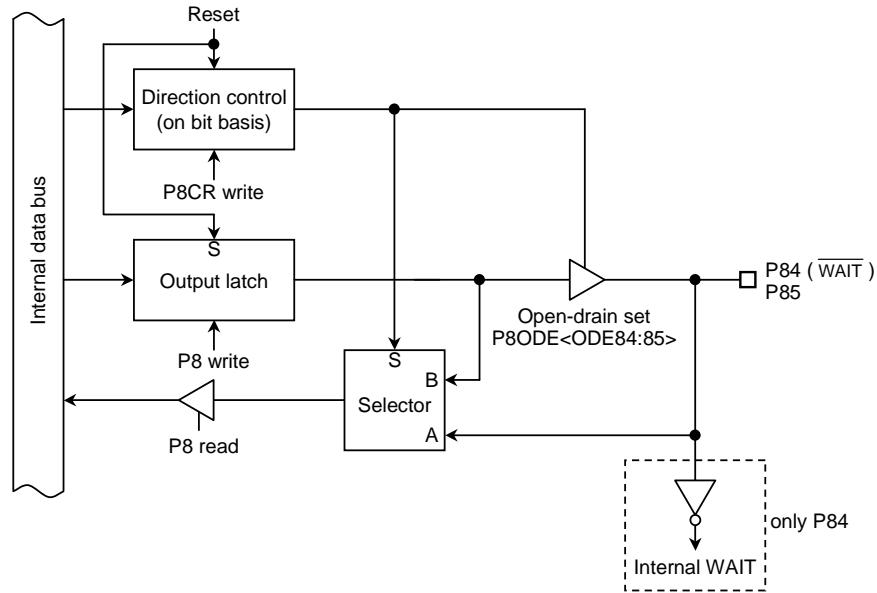 Reset
Direction control
(on bit basis)
P8CR write
Internal data bus
S
Output latch
P84 ( WAIT )
P85
Open-drain set
P8ODE<ODE84:85>
P8 write
S
B
Selector
A
P8 read
only P84
Internal WAIT